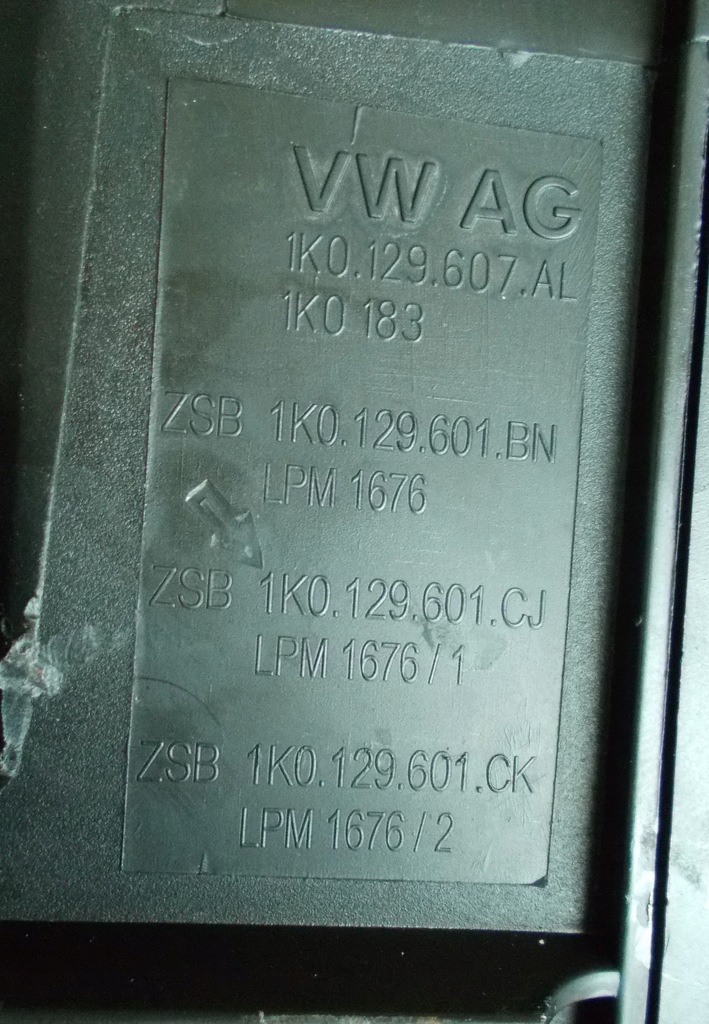 VW AG
1K0.129.607.AL
1K0 183
ZSB 1K0.129.601.BN
LPM 1676
ZSB 1K0.129.601.CJ
LPM 1676/1
ZSB 1K0.129.601.CK
LPM 1676/2